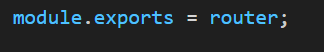 module.exports = router;